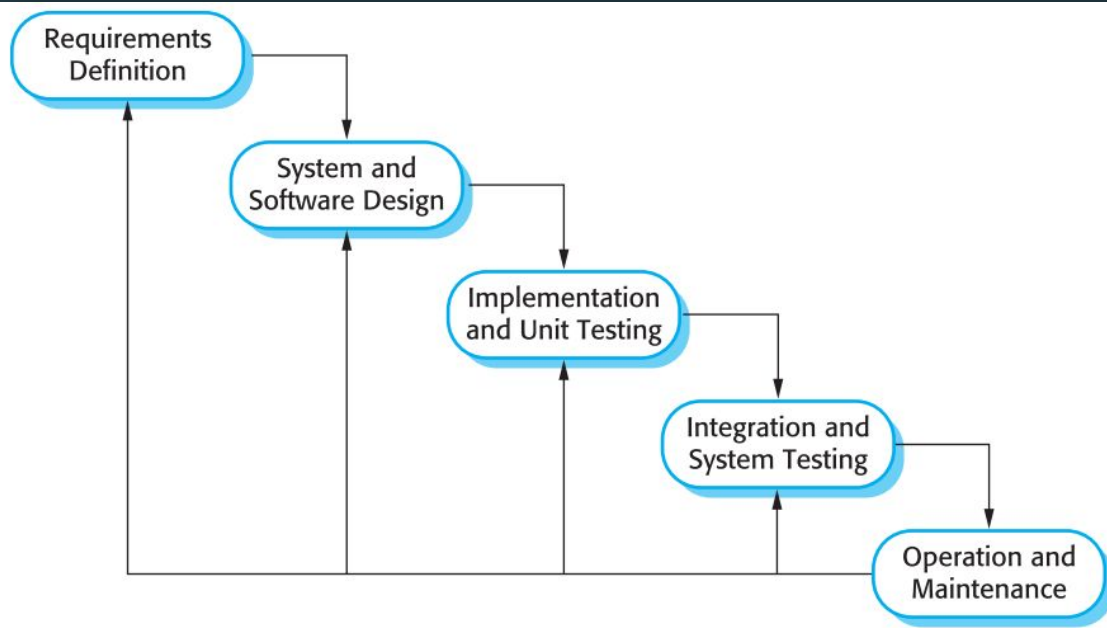 Requirements
Definition
System and
Software Design
Implementation
and Unit Testing
Integration and
System Testing
Operation and
Maintenance